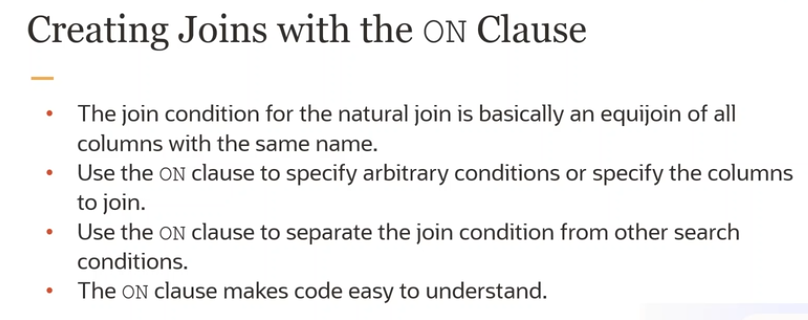 Creating Joins with the ON Clause
• The join condition for the natural join is basically an equijoin of all
columns with the same name.
• Use the ON clause to specify arbitrary conditions or specify the columns
to join.
• Use the ON clause to separate the join condition from other search
conditions.
• The ON clause makes code easy to understand.